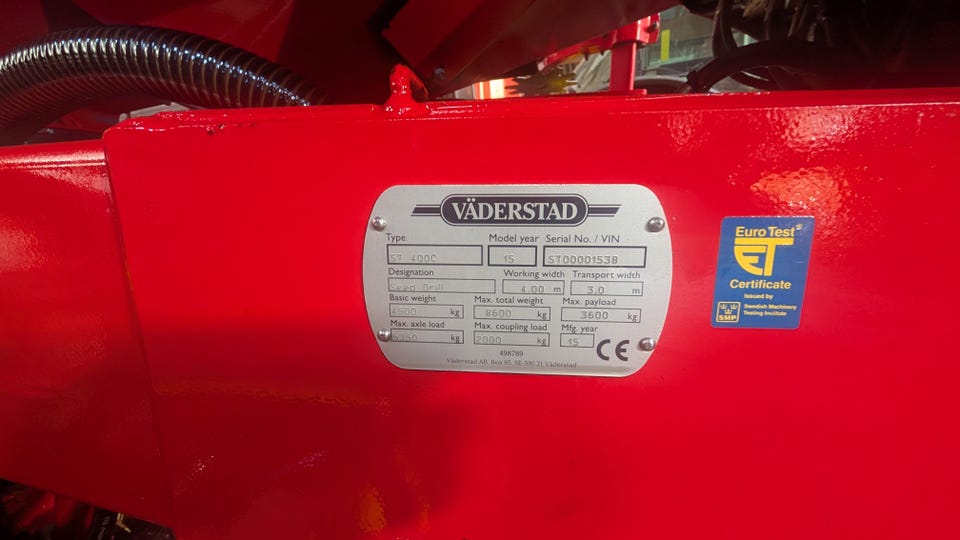 VÄDERSTAD
Type Model year Serial No. / VIN
ST 400C 15 ST00001538
Designation Working width Transport width
Seed Drill 4.00 m 3.0 m
Basic weight Max. total weight Max. payload
4900 kg 8600 kg 3600 kg
Max. axle load Max. coupling load Mfg. year
6350 kg 2000 kg 15
CE
498789
Väderstad AB, Box 85, SE-590 21 Väderstad
Euro Test
ET
Certificate
Issued by
SMP Swedish Machinery
Testing Institute